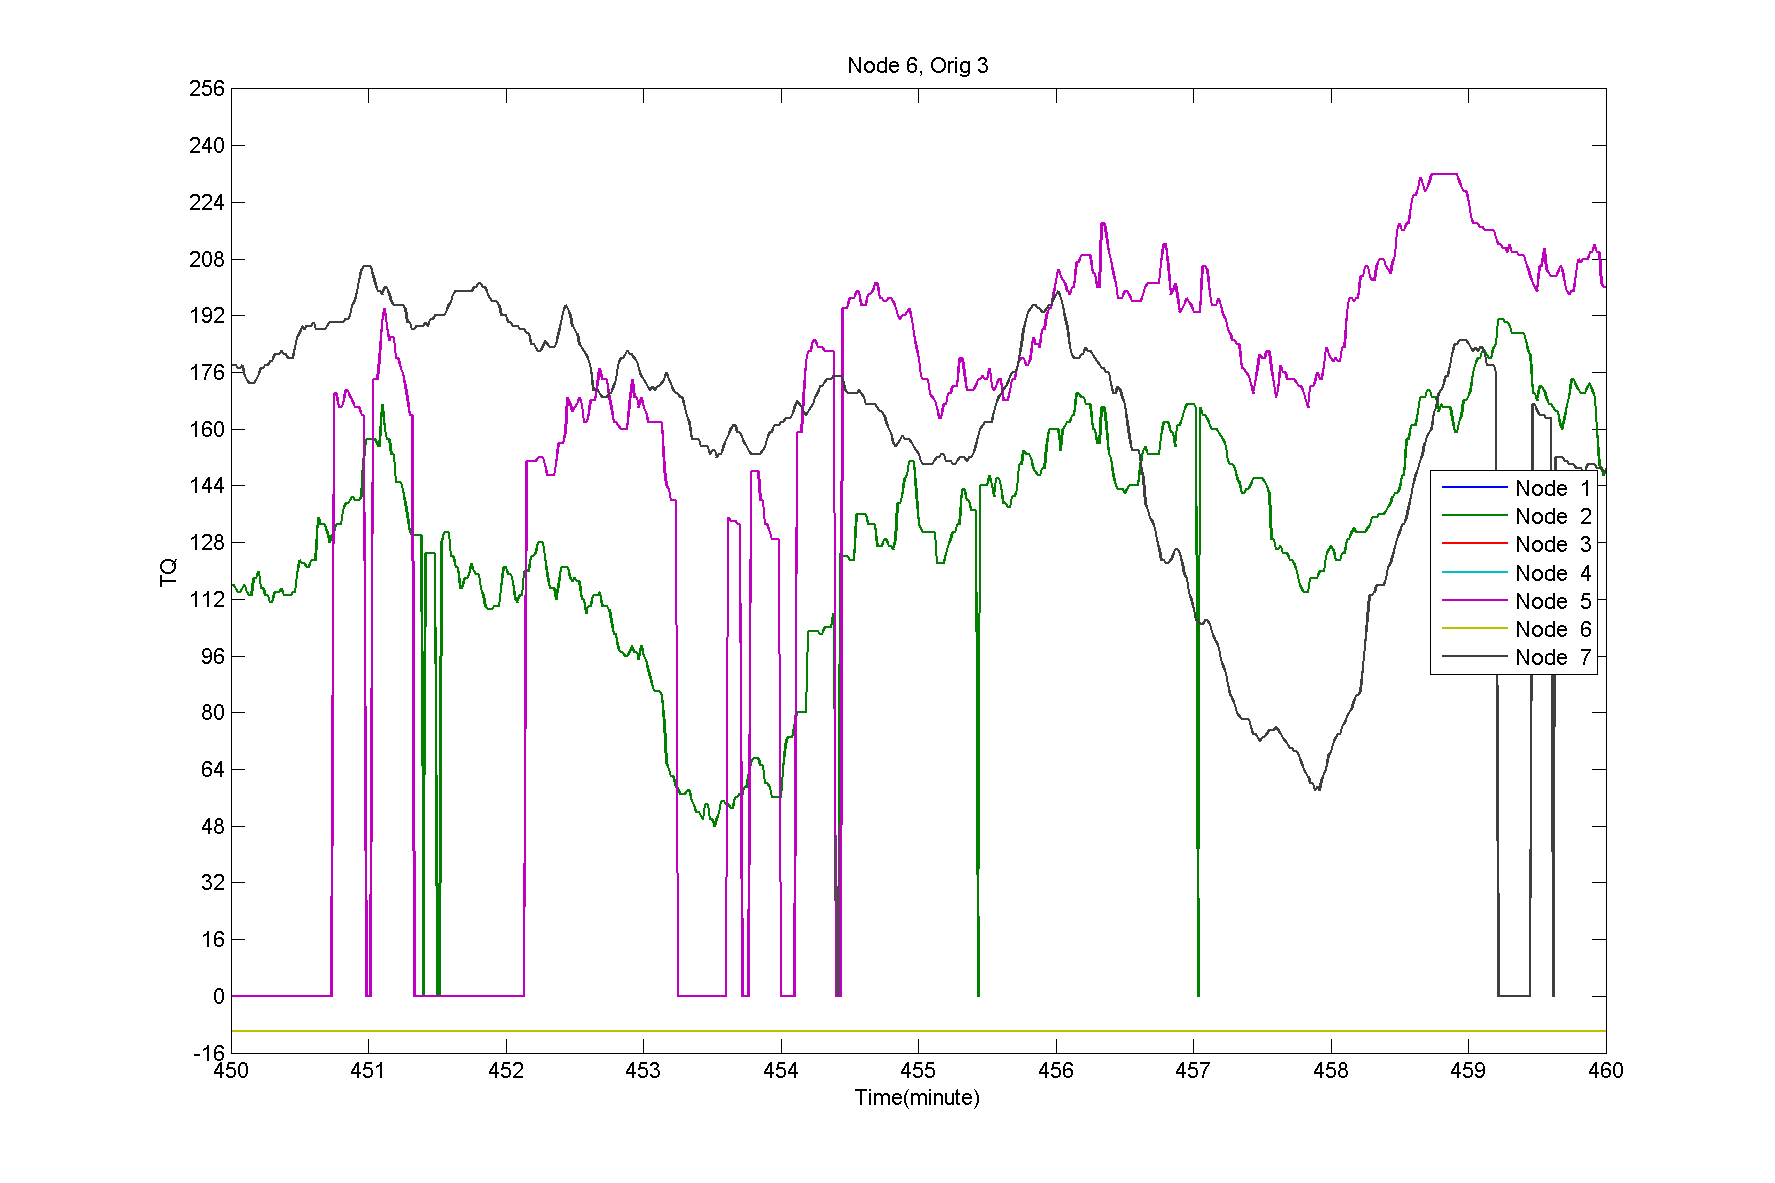 Node 6, Orig 3
256
240
224
208
192
176
160
144
128
112
96
80
64
48
32
16
0
-16
TQ
Node 1
Node 2
Node 3
Node 4
Node 5
Node 6
Node 7
450 451 452 453 454 455 456 457 458 459 460
Time(minute)